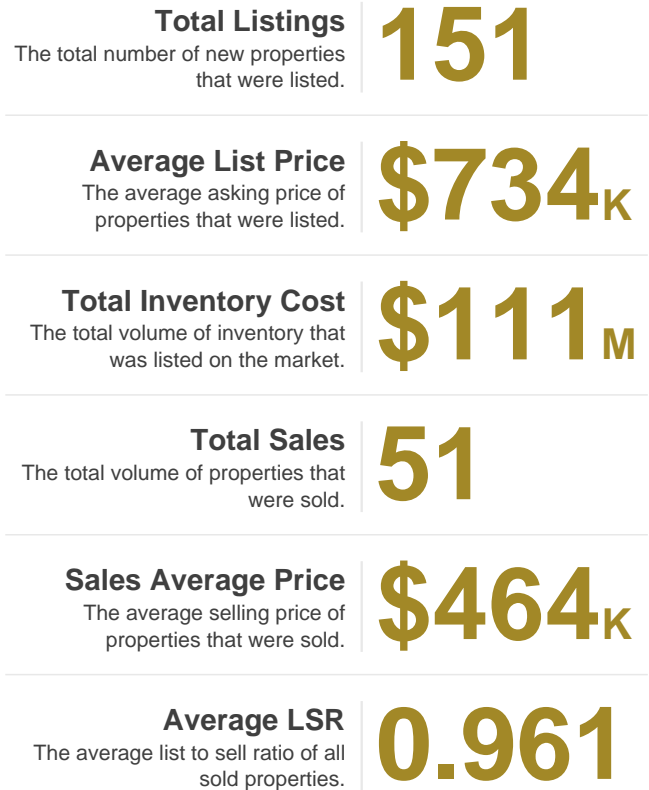 Total Listings
The total number of new properties
that were listed.
151
Average List Price
The average asking price of
properties that were listed.
$734K
Total Inventory Cost
The total volume of inventory that
was listed on the market.
$111M
Total Sales
The total volume of properties that
were sold.
51
Sales Average Price
The average selling price of
properties that were sold.
$464K
Average LSR
The average list to sell ratio of all
sold properties.
0.961